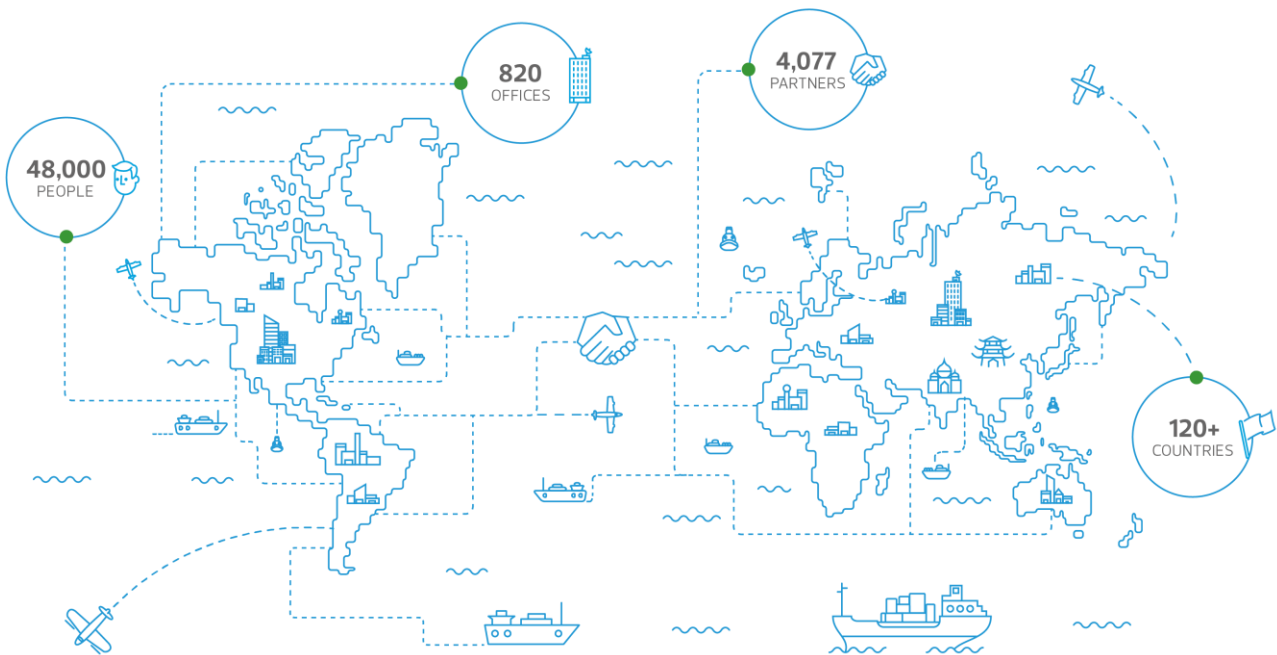 820
OFFICES
4,077
PARTNERS
48,000
PEOPLE
120+
COUNTRIES